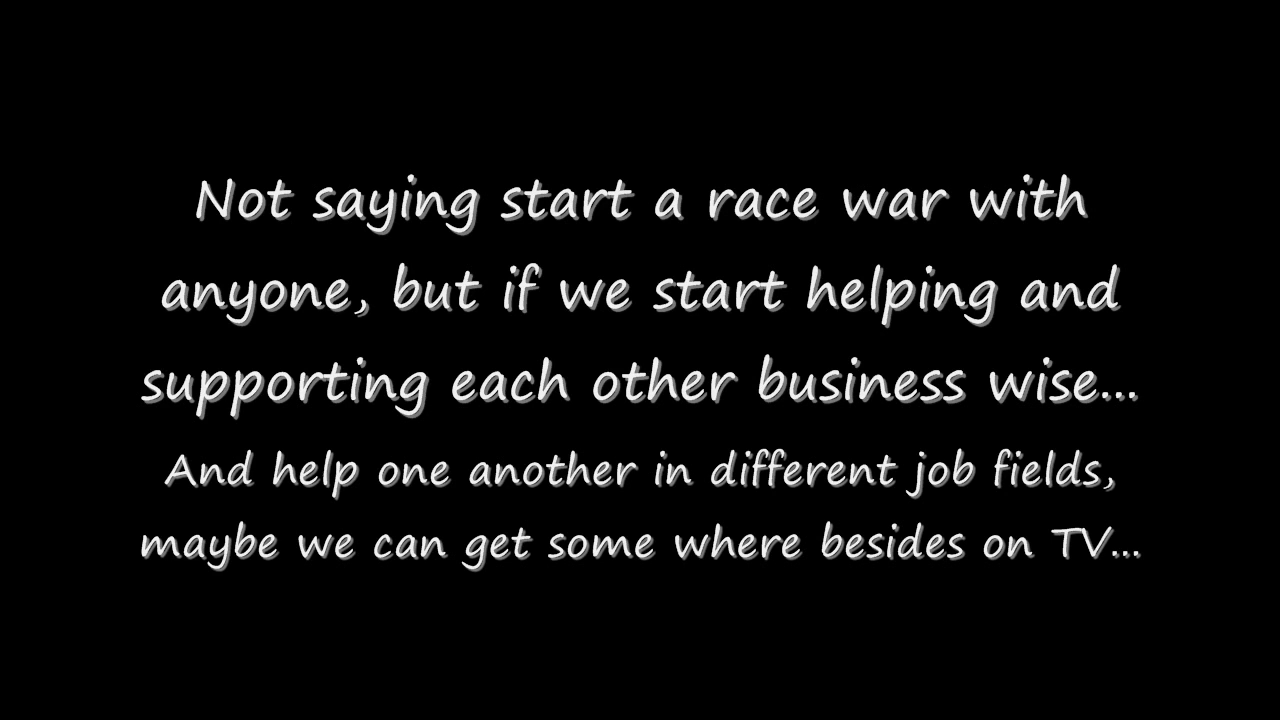 Not saying start a race war with
anyone, but if we start helping and
supporting each other business wise...
And help one another in different job fields,
maybe we can get some where besides on TV...